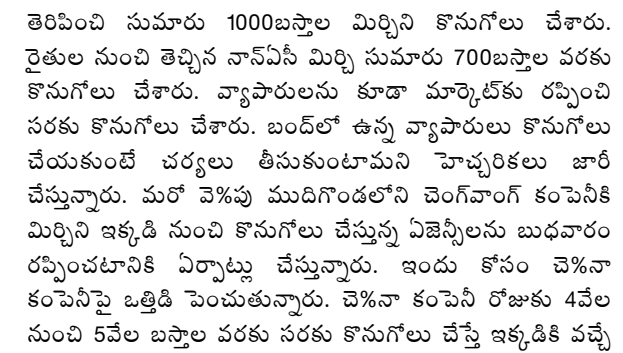 తెరిపించి సుమారు 1000బస్తాల మిర్చిని కొనుగోలు చేశారు.
రైతుల నుంచి తెచ్చిన నాన్ఏసీ మిర్చి సుమారు 700బస్తాల వరకు
కొనుగోలు చేశారు. వ్యాపారులను కూడా మార్కెట్‌కు రప్పించి
సరకు కొనుగోలు చేశారు. బంద్‌లో ఉన్న వ్యాపారులు కొనుగోలు
చేయకుంటే చర్యలు తీసుకుంటామని హెచ్చరికలు జారీ
చేస్తున్నారు. మరో వె%పు ముదిగొండలోని చెంగ్‌వాంగ్ కంపెనీకి
మిర్చిని ఇక్కడి నుంచి కొనుగోలు చేస్తున్న ఏజెన్సీలను బుధవారం
రప్పించటానికి ఏర్పాట్లు చేస్తున్నారు. ఇందు కోసం చె%నా
కంపెనీపై ఒత్తిడి పెంచుతున్నారు. చె%నా కంపెనీ రోజుకు 4వేల
నుంచి 5వేల బస్తాల వరకు సరకు కొనుగోలు చేస్తే ఇక్కడికి వచ్చే